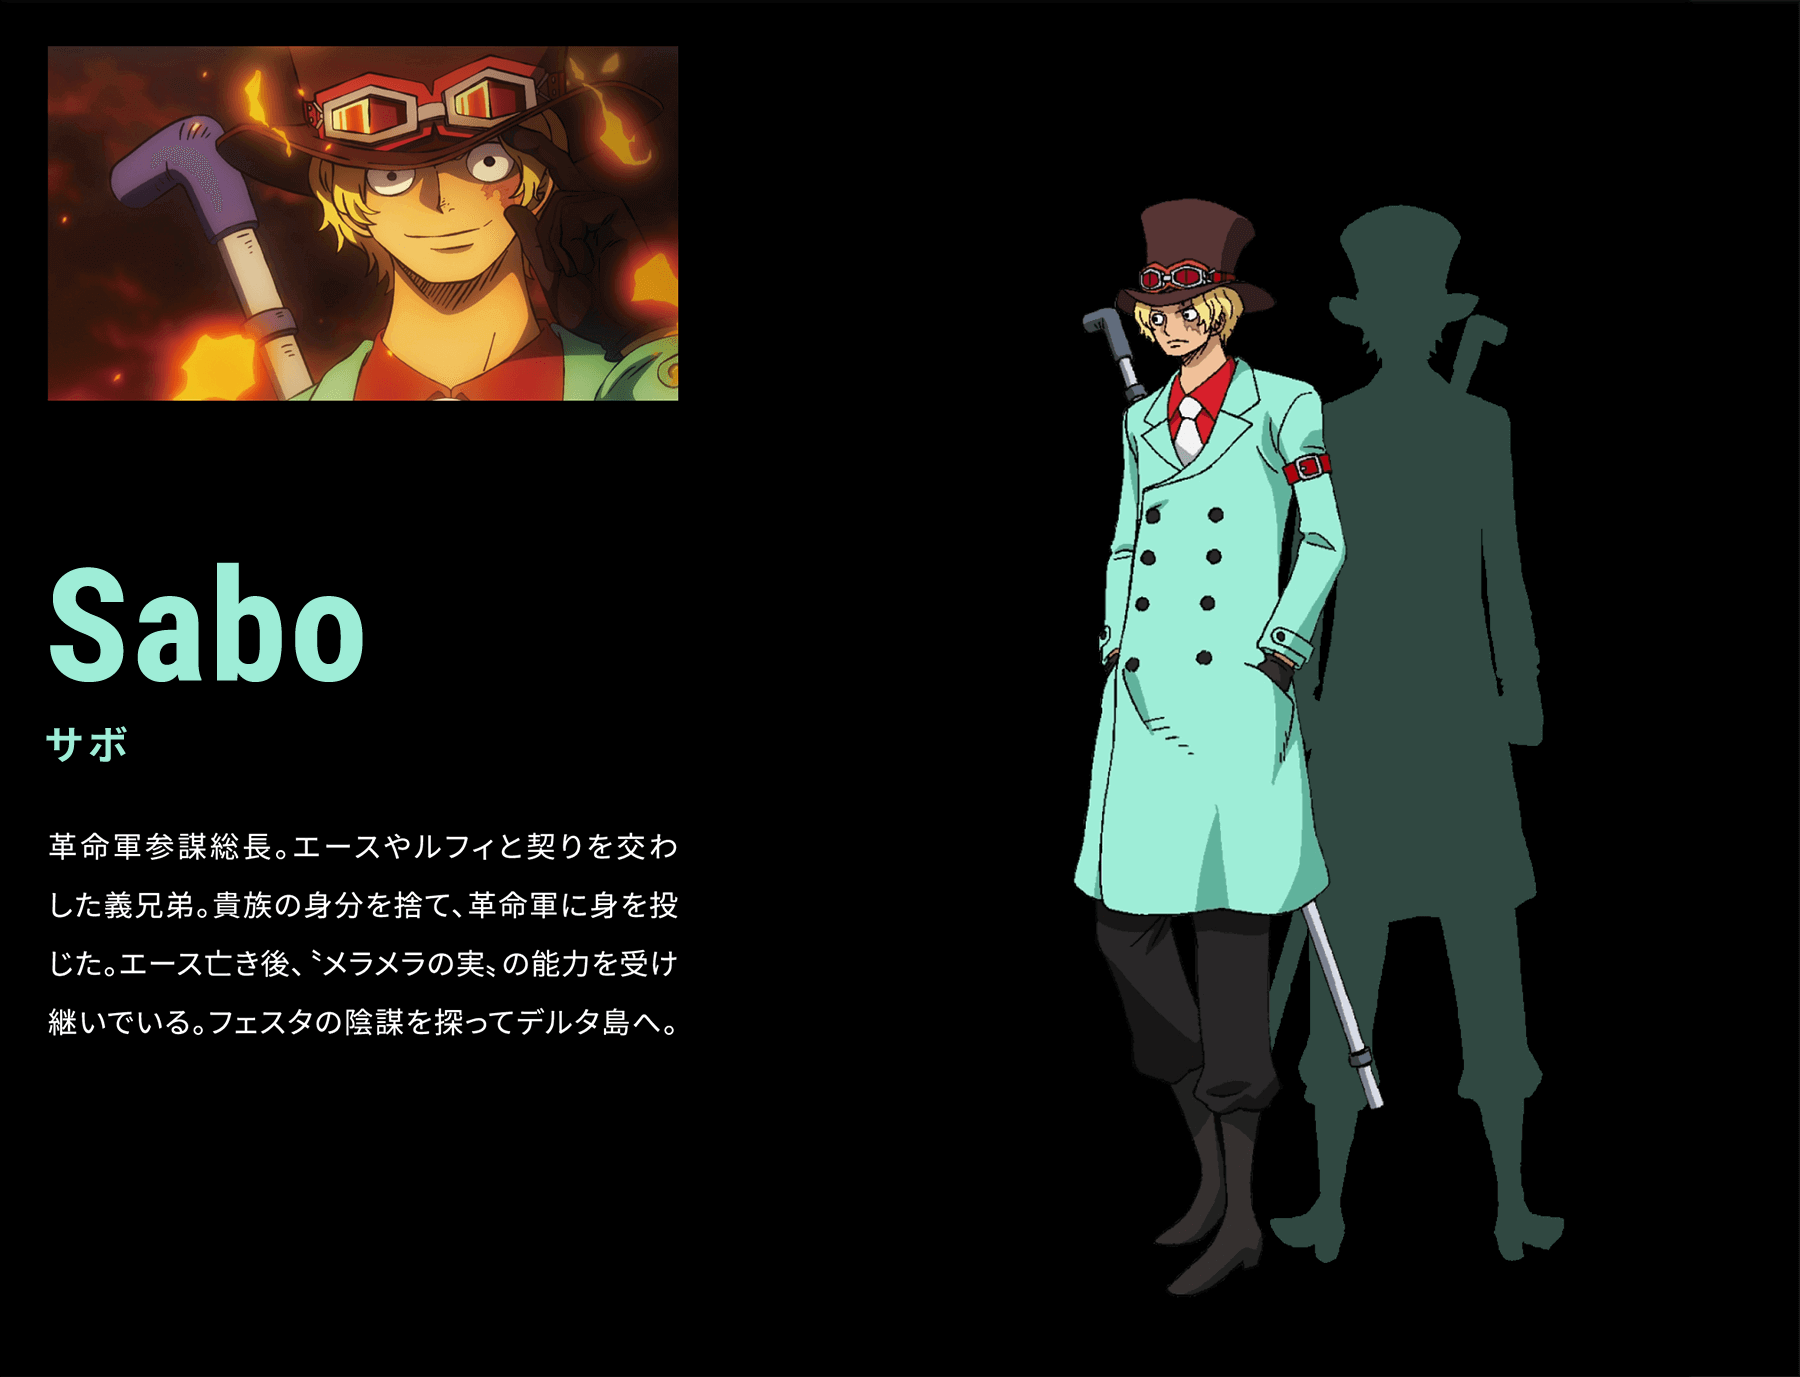 Sabo
サボ
革命軍参謀総長。エースやルフィと契りを交わ
した義兄弟。貴族の身分を捨て、革命軍に身を投
じた。エース亡き後、〝メラメラの実〟の能力を受け
継いでいる。フェスタの陰謀を探ってデルタ島へ。